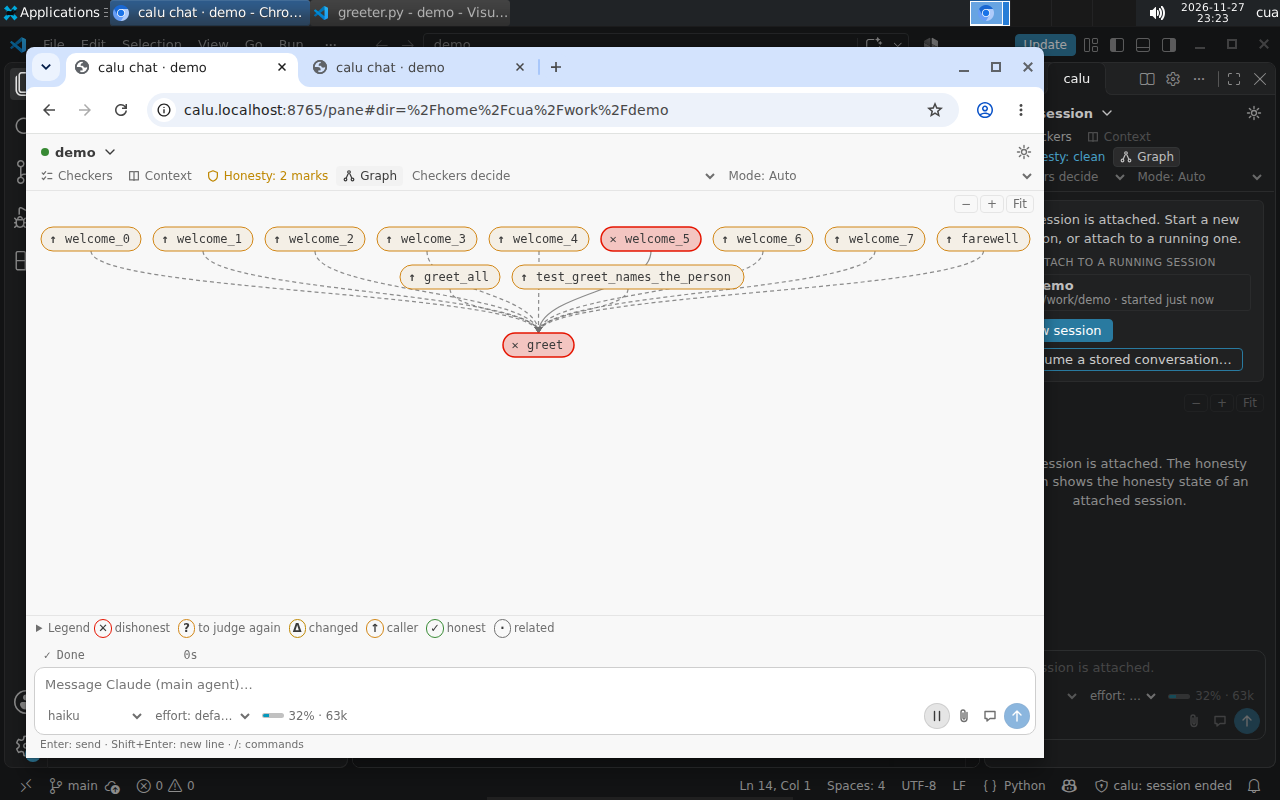 Applications
calu chat · demo - Chro...
greeter.py - demo - Visu...
2026-11-27
23:23
cua
File Edit Selection View Go Run ...
demo
Update
calu chat · demo
calu chat · demo
calu.localhost:8765/pane#dir=%2Fhome%2Fcua%2Fwork%2Fdemo
demo
Checkers Context Honesty: 2 marks Graph Checkers decide Mode: Auto
− + Fit
↑ welcome_0 ↑ welcome_1 ↑ welcome_2 ↑ welcome_3 ↑ welcome_4 ✕ welcome_5 ↑ welcome_6 ↑ welcome_7 ↑ farewell
↑ greet_all ↑ test_greet_names_the_person
✕ greet
Legend ✕ dishonest ? to judge again Δ changed ↑ caller ✓ honest · related
✓ Done 0s
Message Claude (main agent)...
haiku effort: defa... 32% · 63k
Enter: send · Shift+Enter: new line · /: commands
calu
session
kers Context
esty: clean Graph
rs decide Mode: Auto
ession is attached. Start a new
on, or attach to a running one.
TACH TO A RUNNING SESSION
emo
/work/demo · started just now
w session
ume a stored conversation...
− + Fit
ession is attached. The honesty
n shows the honesty state of an
attached session.
ssion is attached.
effort: ... 32% · 63k
main 0 0
Ln 14, Col 1 Spaces: 4 UTF-8 LF { } Python calu: session ended